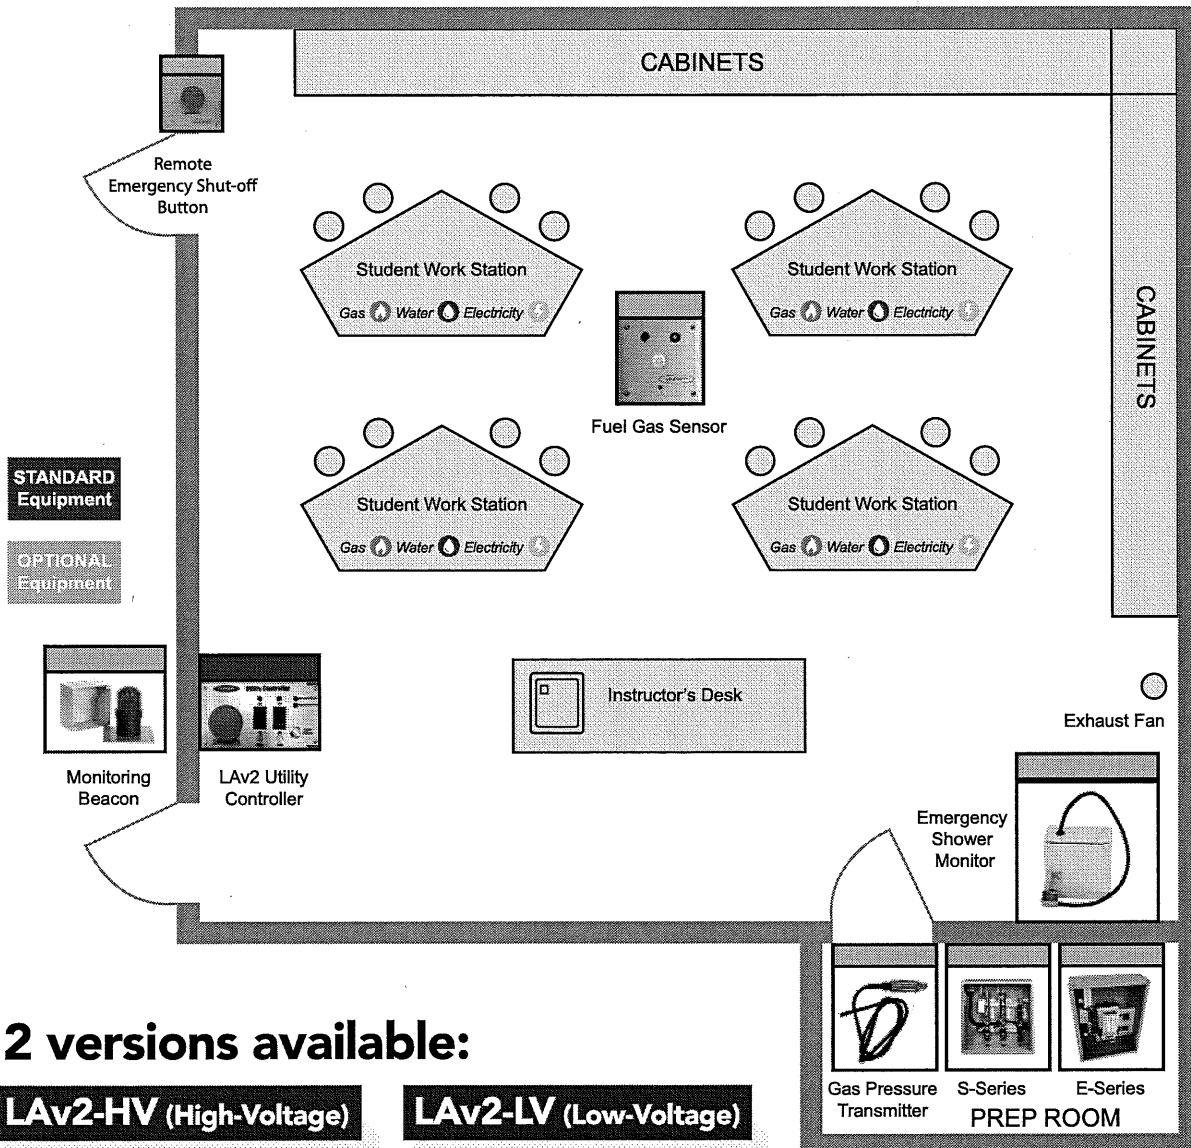 CABINETS
CABINETS
Remote
Emergency Shut-off
Button
Student Work Station
Gas Water Electricity
Student Work Station
Gas Water Electricity
Fuel Gas Sensor
Student Work Station
Gas Water Electricity
Student Work Station
Gas Water Electricity
STANDARD
Equipment
OPTIONAL
Equipment
Monitoring
Beacon
LAv2 Utility
Controller
Instructor's Desk
Exhaust Fan
Emergency
Shower
Monitor
Gas Pressure
Transmitter
S-Series
E-Series
PREP ROOM
2 versions available:
LAv2-HV (High-Voltage)
LAv2-LV (Low-Voltage)